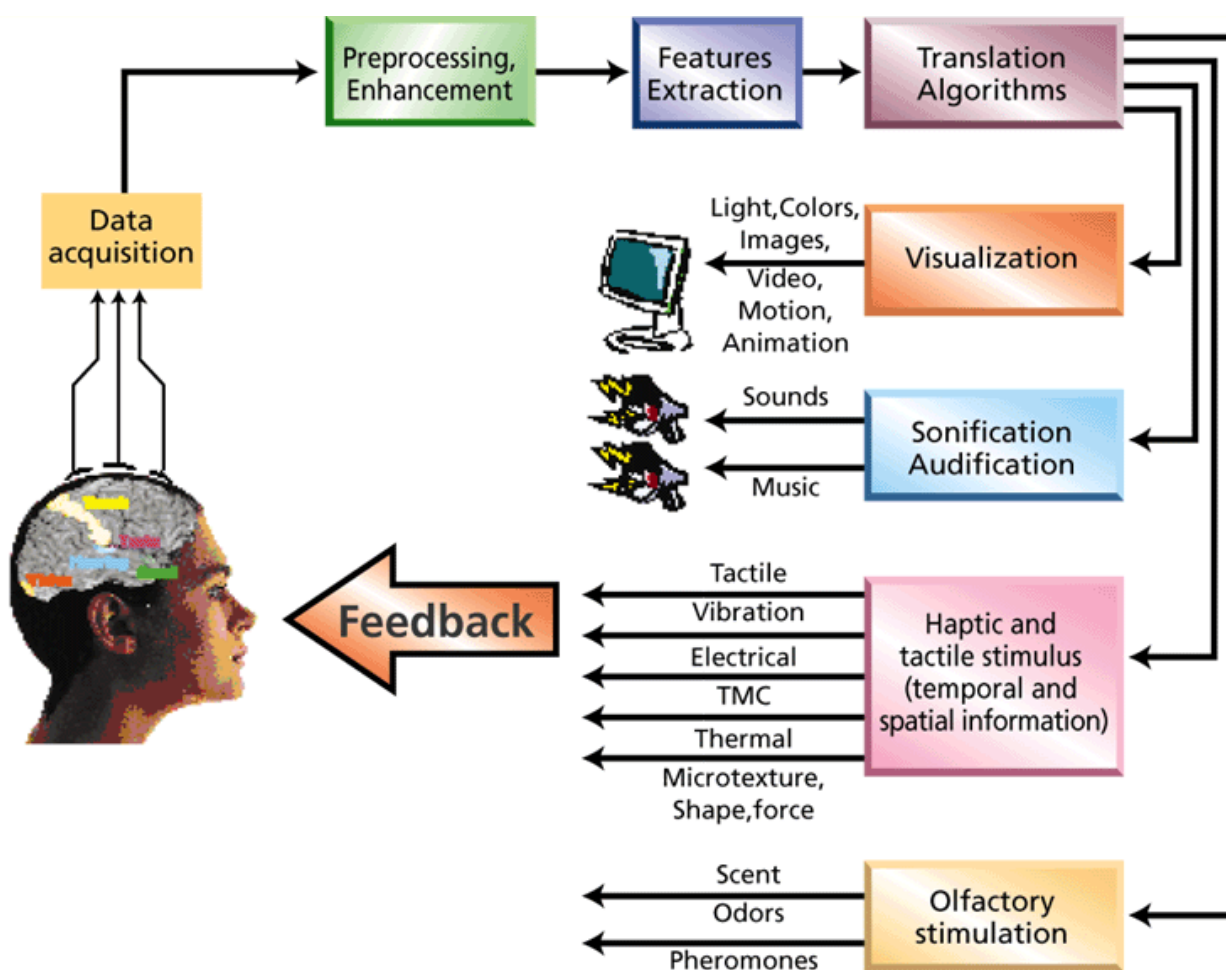 Preprocessing,
Enhancement
Features
Extraction
Translation
Algorithms
Data
acquisition
Light,Colors,
Images,
Video,
Motion,
Animation
Visualization
Sounds
Music
Sonification
Audification
Feedback
Tactile
Vibration
Electrical
TMC
Thermal
Microtexture,
Shape,force
Haptic and
tactile stimulus
(temporal and
spatial information)
Scent
Odors
Pheromones
Olfactory
stimulation